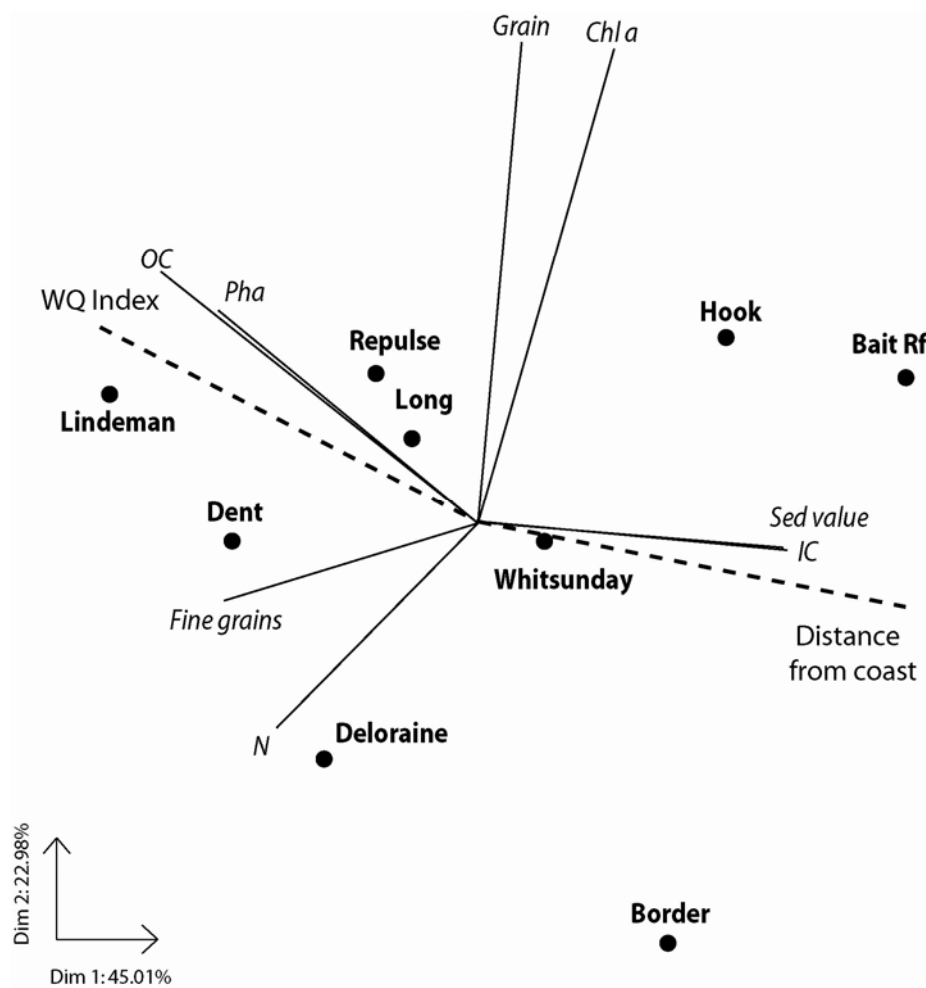 Grain
Chl a
OC
Pha
WQ Index
Hook
Repulse
Bait Rf
Long
Lindeman
Dent
Sed value
IC
Whitsunday
Fine grains
Distance
from coast
Deloraine
N
Border
Dim 2: 22.98%
Dim 1: 45.01%